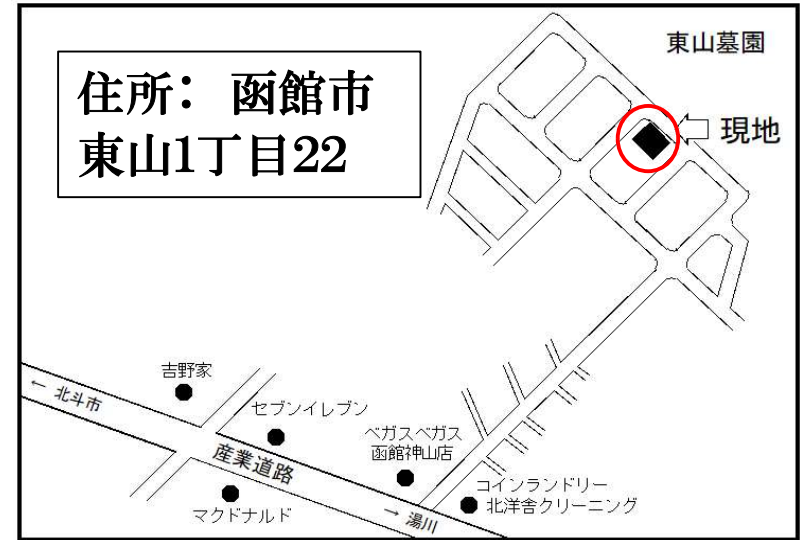 住所： 函館市
東山1丁目22
東山墓園
現地
吉野家
← 北斗市
セブンイレブン
ベガスベガス
函館神山店
産業道路
コインランドリー
北洋舎クリーニング
マクドナルド
→ 湯川